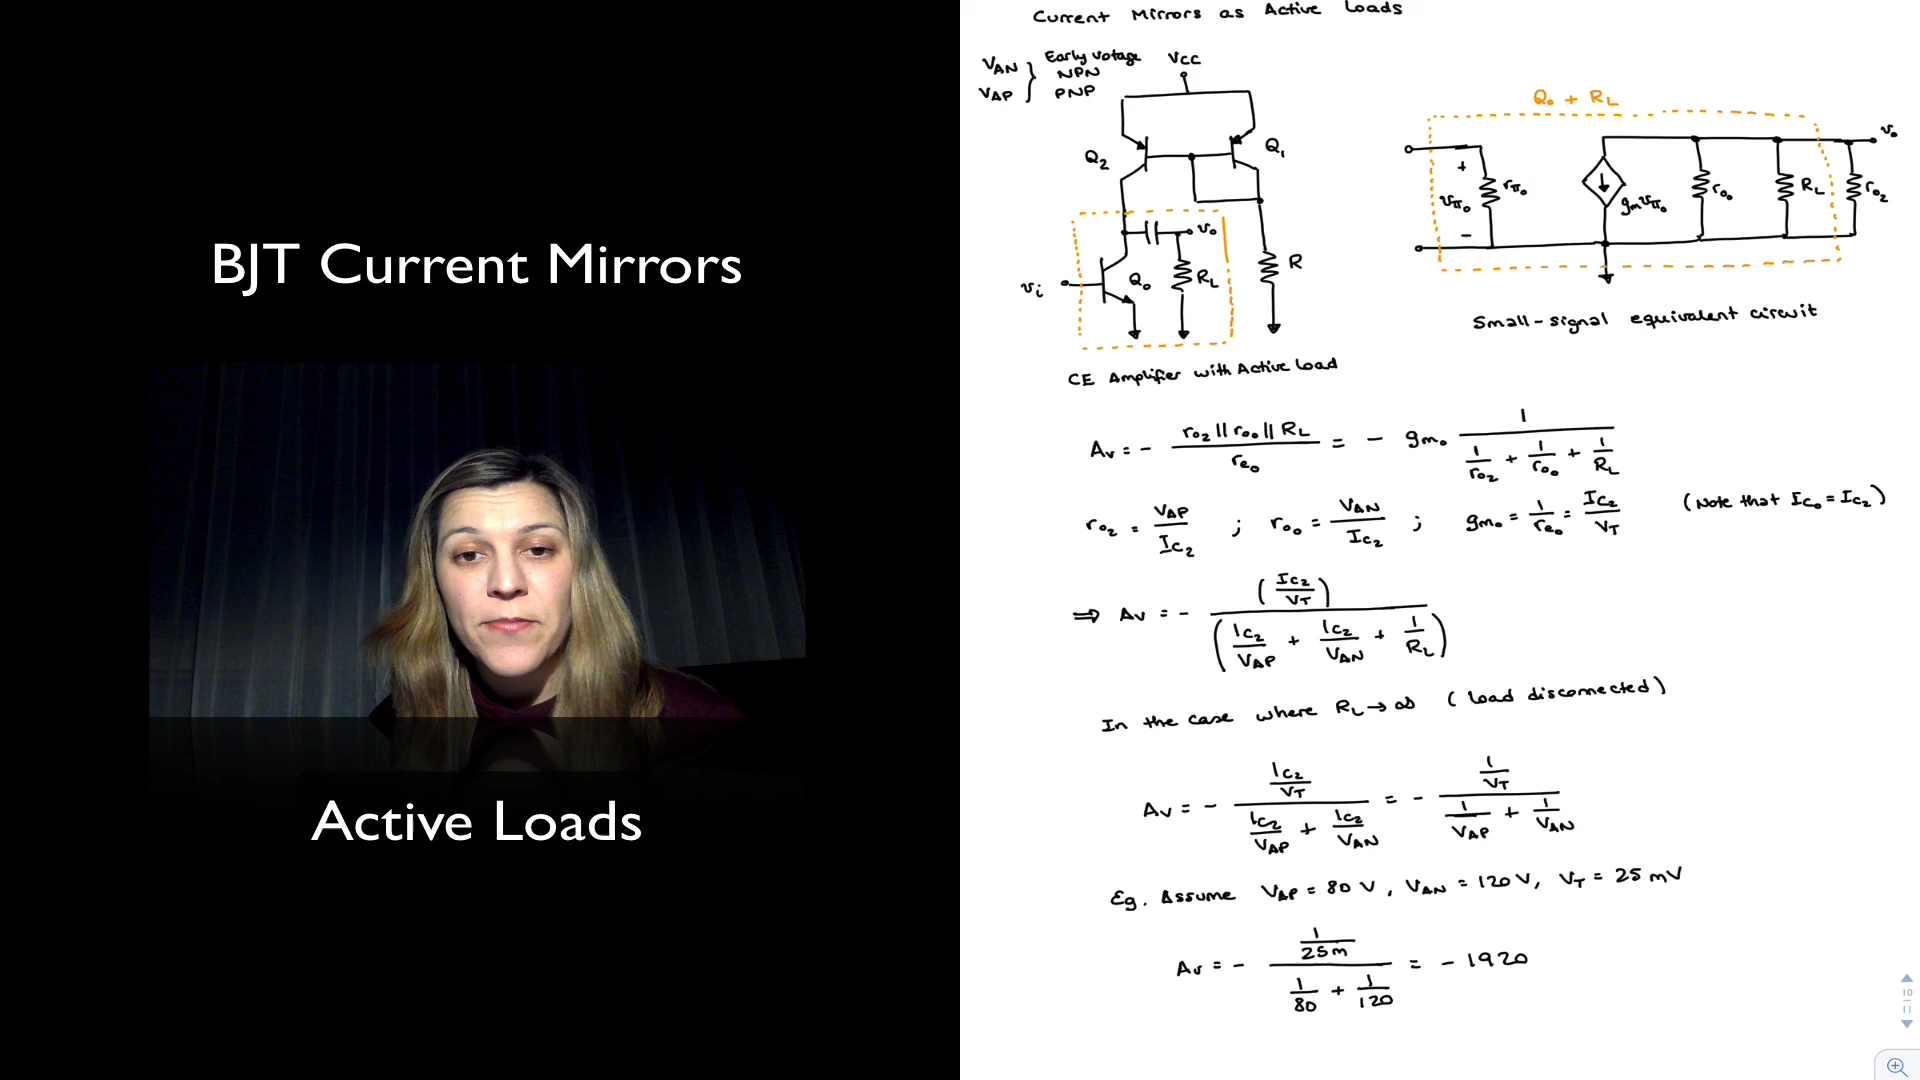 BJT Current Mirrors
Active Loads
Current Mirrors as Active Loads
VAN } Early Votage NPN
VAP } PNP
VCC
Q2
Q1
vo
vi
Qo
RL
R
CE Amplifier with Active Load
Qo + RL
vo
+
vπo
-
rπo
gmvπo
roo
RL
ro2
Small-signal equivalent circuit
Av = - (ro2 || roo || RL) / reo = - gmo 1 / (1/ro2 + 1/roo + 1/RL)
ro2 = VAP/IC2 ; roo = VAN/IC2 ; gmo = 1/reo = IC2/VT (Note that ICo = IC2)
⇒ Av = - (IC2/VT) / (IC2/VAP + IC2/VAN + 1/RL)
In the case where RL → ∞ (load disconnected)
Av = - (IC2/VT) / (IC2/VAP + IC2/VAN) = - (1/VT) / (1/VAP + 1/VAN)
Eg. Assume VAP = 80 V, VAN = 120 V, VT = 25 mV
Av = - (1/25m) / (1/80 + 1/120) = - 1920
10
11